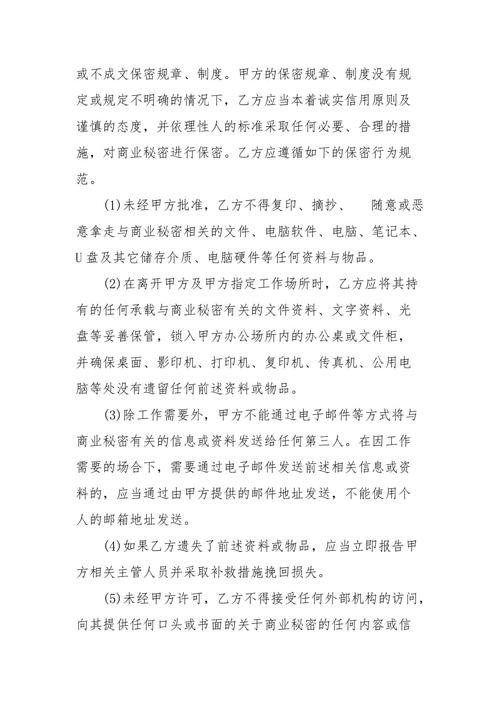 或不成文保密规章、制度。甲方的保密规章、制度没有规
定或规定不明确的情况下，乙方应当本着诚实信用原则及
谨慎的态度，并依理性人的标准采取任何必要、合理的措
施，对商业秘密进行保密。乙方应遵循如下的保密行为规
范。
(1)未经甲方批准，乙方不得复印、摘抄、 随意或恶
意拿走与商业秘密相关的文件、电脑软件、电脑、笔记本、
U 盘及其它储存介质、电脑硬件等任何资料与物品。
(2)在离开甲方及甲方指定工作场所时，乙方应将其持
有的任何承载与商业秘密有关的文件资料、文字资料、光
盘等妥善保管，锁入甲方办公场所内的办公桌或文件柜，
并确保桌面、影印机、打印机、复印机、传真机、公用电
脑等处没有遗留任何前述资料或物品。
(3)除工作需要外，甲方不能通过电子邮件等方式将与
商业秘密有关的信息或资料发送给任何第三人。在因工作
需要的场合下，需要通过电子邮件发送前述相关信息或资
料的，应当通过由甲方提供的邮件地址发送，不能使用个
人的邮箱地址发送。
(4)如果乙方遗失了前述资料或物品，应当立即报告甲
方相关主管人员并采取补救措施挽回损失。
(5)未经甲方许可，乙方不得接受任何外部机构的访问，
向其提供任何口头或书面的关于商业秘密的任何内容或信